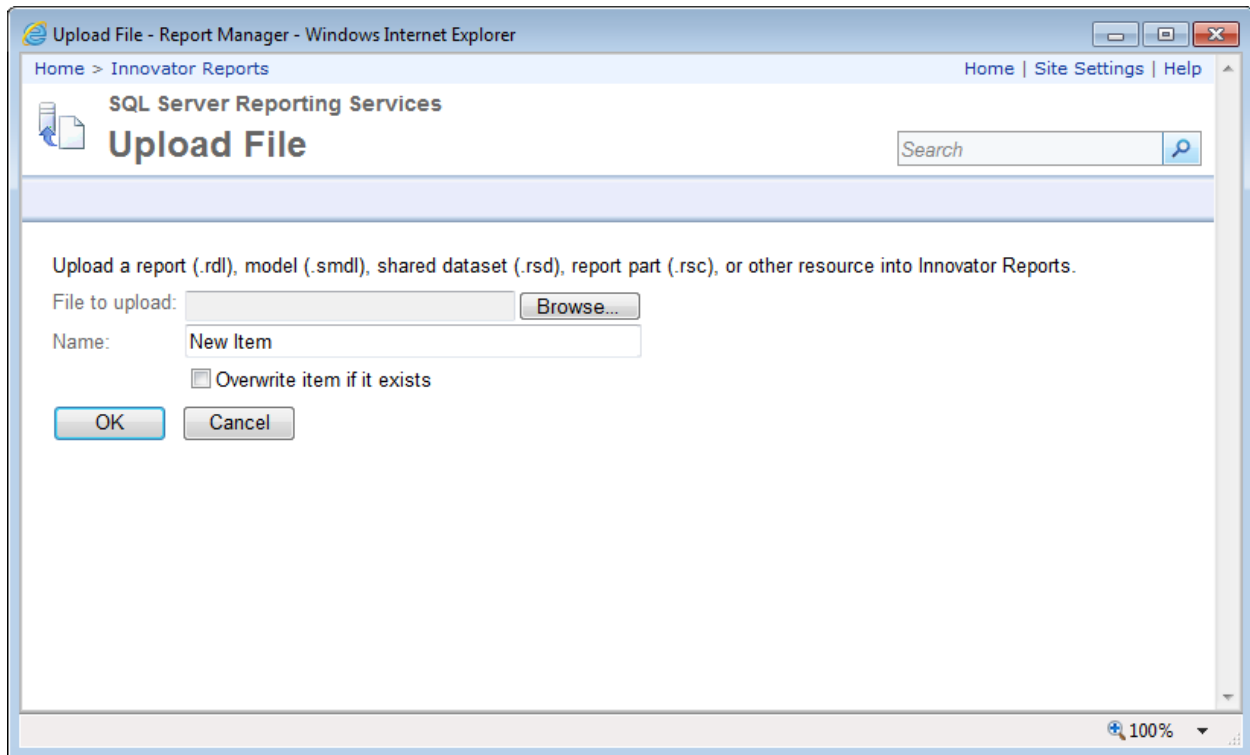 Upload File - Report Manager - Windows Internet Explorer
Home > Innovator Reports
Home | Site Settings | Help
SQL Server Reporting Services
Upload File
Search
Upload a report (.rdl), model (.smdl), shared dataset (.rsd), report part (.rsc), or other resource into Innovator Reports.
File to upload: Browse...
Name: New Item
Overwrite item if it exists
OK Cancel
100%